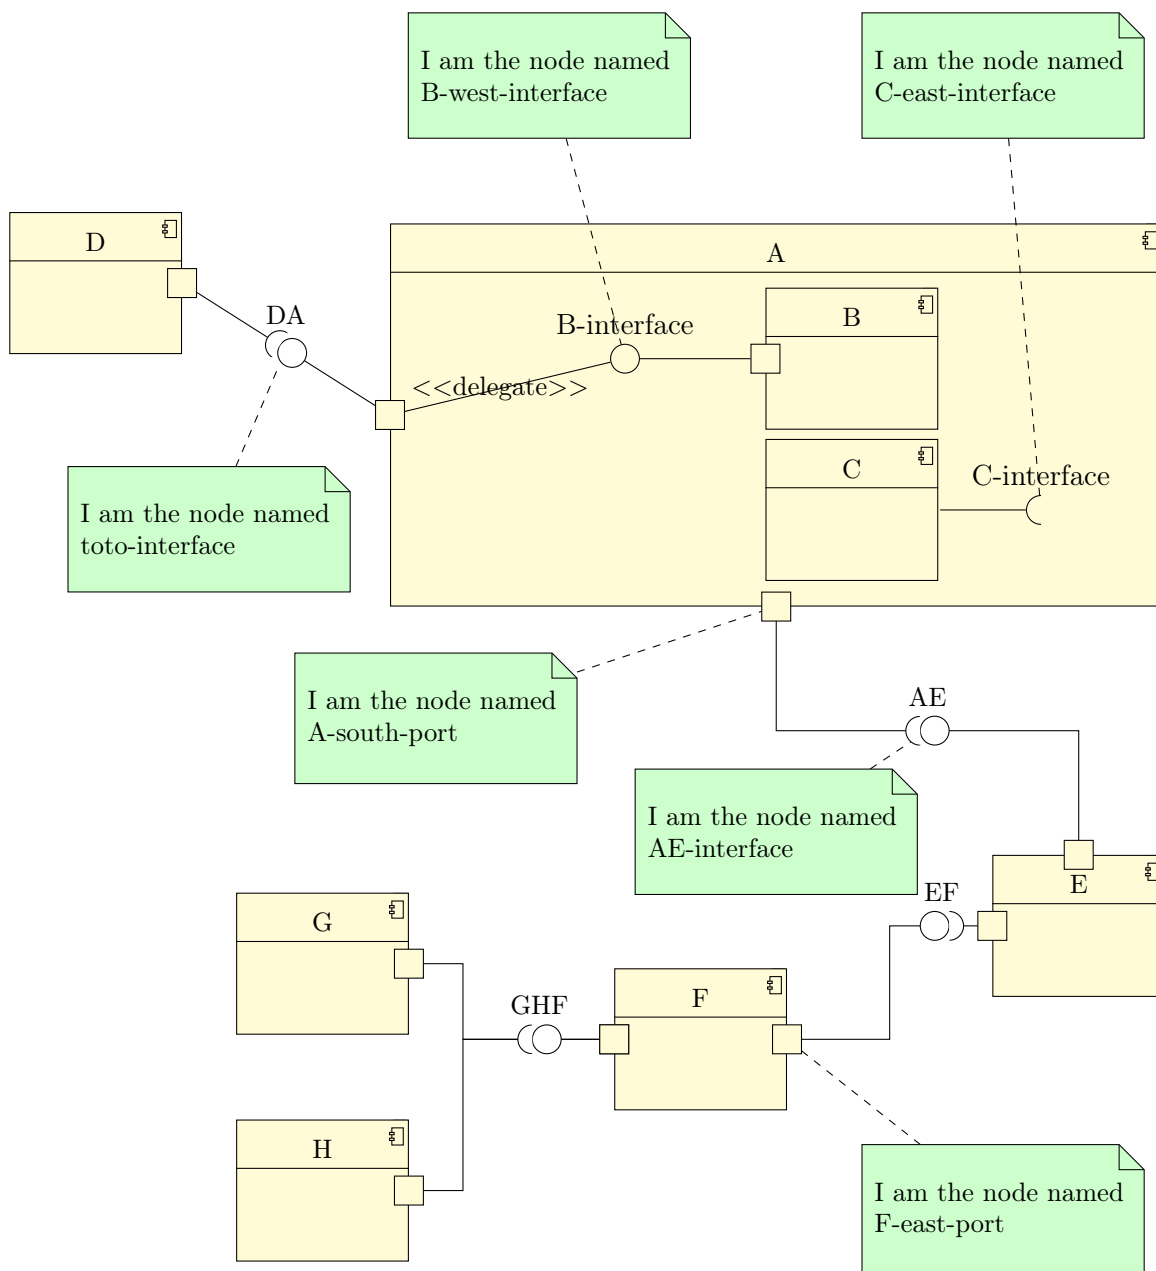 I am the node named
B-west-interface
I am the node named
C-east-interface
D
A
DA
B-interface
B
<<delegate>>
C
C-interface
I am the node named
toto-interface
I am the node named
A-south-port
AE
I am the node named
AE-interface
E
EF
G
F
GHF
H
I am the node named
F-east-port